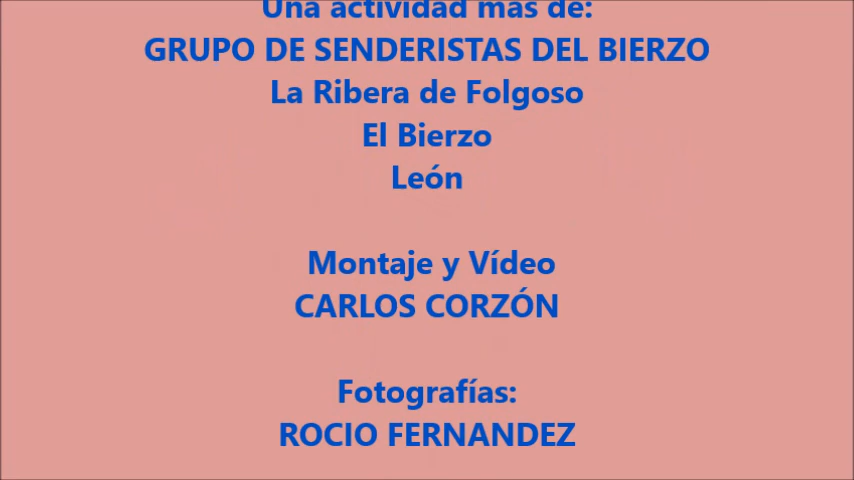 Una actividad mas de:
GRUPO DE SENDERISTAS DEL BIERZO
La Ribera de Folgoso
El Bierzo
León
Montaje y Vídeo
CARLOS CORZÓN
Fotografías:
ROCIO FERNANDEZ